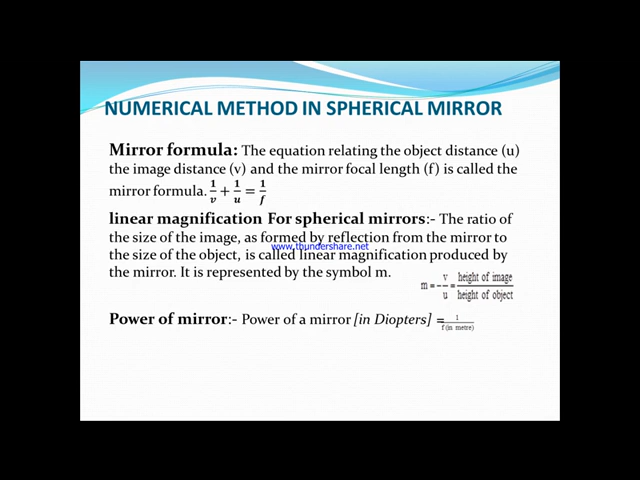 NUMERICAL METHOD IN SPHERICAL MIRROR
Mirror formula: The equation relating the object distance (u)
the image distance (v) and the mirror focal length (f) is called the
mirror formula. 1/v + 1/u = 1/f
linear magnification For spherical mirrors:- The ratio of
the size of the image, as formed by reflection from the mirror to
www.thundershare.net
the size of the object, is called linear magnification produced by
the mirror. It is represented by the symbol m.
m = - v/u = height of image/height of object
Power of mirror:- Power of a mirror [in Diopters] = 1/f (in metre)